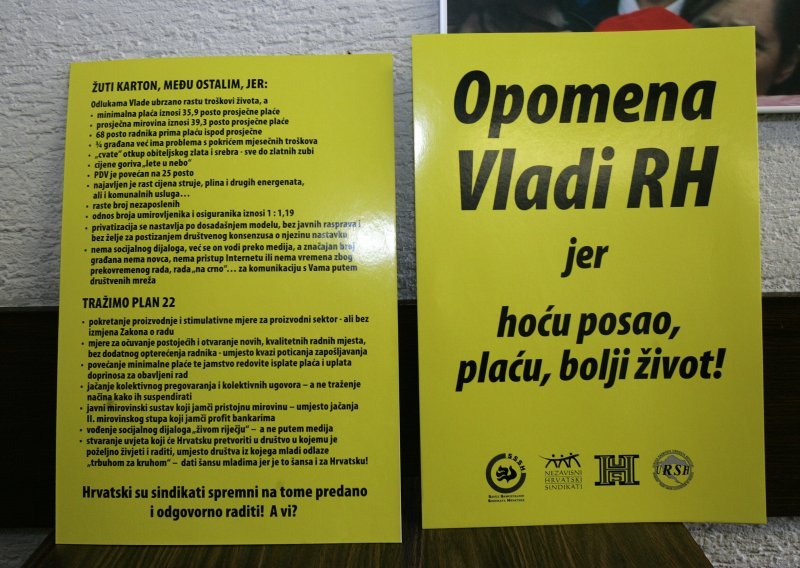 ŽUTI KARTON, MEĐU OSTALIM, JER:
Odlukama Vlade ubrzano rastu troškovi života, a
• minimalna plaća iznosi 35,9 posto prosječne plaće
• prosječna mirovina iznosi 39,3 posto prosječne plaće
• 68 posto radnika prima plaću ispod prosječne
• ¾ građana već ima problema s pokrićem mjesečnih troškova
• „cvate" otkup obiteljskog zlata i srebra - sve do zlatnih zubi
• cijene goriva „lete u nebo"
• PDV je povećan na 25 posto
• najavljen je rast cijena struje, plina i drugih energenata,
ali i komunalnih usluga…
• raste broj nezaposlenih
• odnos broja umirovljenika i osiguranika iznosi 1 : 1,19
• privatizacija se nastavlja po dosadašnjem modelu, bez javnih rasprava i
bez želje za postizanjem društvenog konsenzusa o njezinu nastavku
• nema socijalnog dijaloga, već se on vodi preko medija, a značajan broj
građana nema novca, nema pristup Internetu ili nema vremena zbog
prekovremenog rada, rada „na crno"… za komunikaciju s Vama putem
društvenih mreža
TRAŽIMO PLAN 22
• pokretanje proizvodnje i stimulativne mjere za proizvodni sektor - ali bez
izmjena Zakona o radu
• mjere za očuvanje postojećih i otvaranje novih, kvalitetnih radnih mjesta,
bez dodatnog opterećenja radnika - umjesto kvazi poticanja zapošljavanja
• povećanje minimalne plaće te jamstvo redovite isplate plaća i uplata
doprinosa za obavljeni rad
• jačanje kolektivnog pregovaranja i kolektivnih ugovora – a ne traženje
načina kako ih suspendirati
• javni mirovinski sustav koji jamči pristojnu mirovinu – umjesto jačanja
II. mirovinskog stupa koji jamči profit bankarima
• vođenje socijalnog dijaloga „živom riječju" – a ne putem medija
• stvaranje uvjeta koji će Hrvatsku pretvoriti u društvo u kojemu je
poželjno živjeti i raditi, umjesto društva iz kojega mladi odlaze
„trbuhom za kruhom" – dati šansu mladima jer je to šansa i za Hrvatsku!
Hrvatski su sindikati spremni na tome predano
i odgovorno raditi! A vi?
Opomena
Vladi RH
jer
hoću posao,
plaću, bolji život!
SSSH
SAVEZ SAMOSTALNIH
SINDIKATA HRVATSKE
NEZAVISNI
HRVATSKI
SINDIKATI
URSH